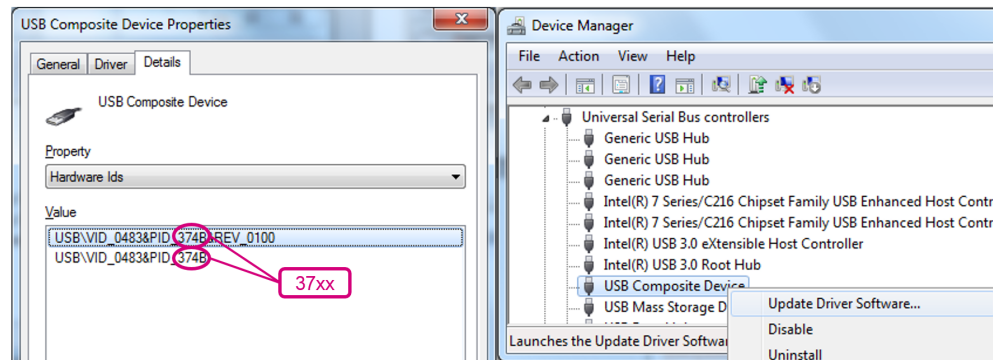 USB Composite Device Properties
General
Driver
Details
USB Composite Device
Property
Hardware Ids
Value
USB\VID_0483&PID_374B&REV_0100
USB\VID_0483&PID_374B
37xx
Device Manager
File Action View Help
Universal Serial Bus controllers
Generic USB Hub
Generic USB Hub
Generic USB Hub
Intel(R) 7 Series/C216 Chipset Family USB Enhanced Host Contr
Intel(R) 7 Series/C216 Chipset Family USB Enhanced Host Contr
Intel(R) USB 3.0 eXtensible Host Controller
Intel(R) USB 3.0 Root Hub
USB Composite Device
USB Mass Storage D
Launches the Update Driver Softwar
Update Driver Software...
Disable
Uninstall